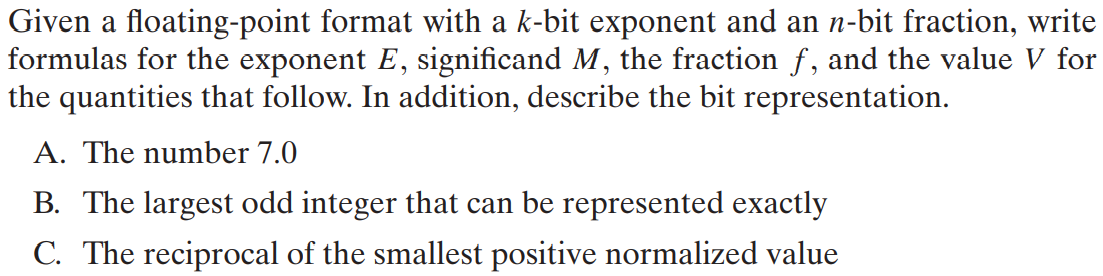 Given a floating-point format with a k-bit exponent and an n-bit fraction, write
formulas for the exponent E, significand M, the fraction f, and the value V for
the quantities that follow. In addition, describe the bit representation.
A. The number 7.0
B. The largest odd integer that can be represented exactly
C. The reciprocal of the smallest positive normalized value